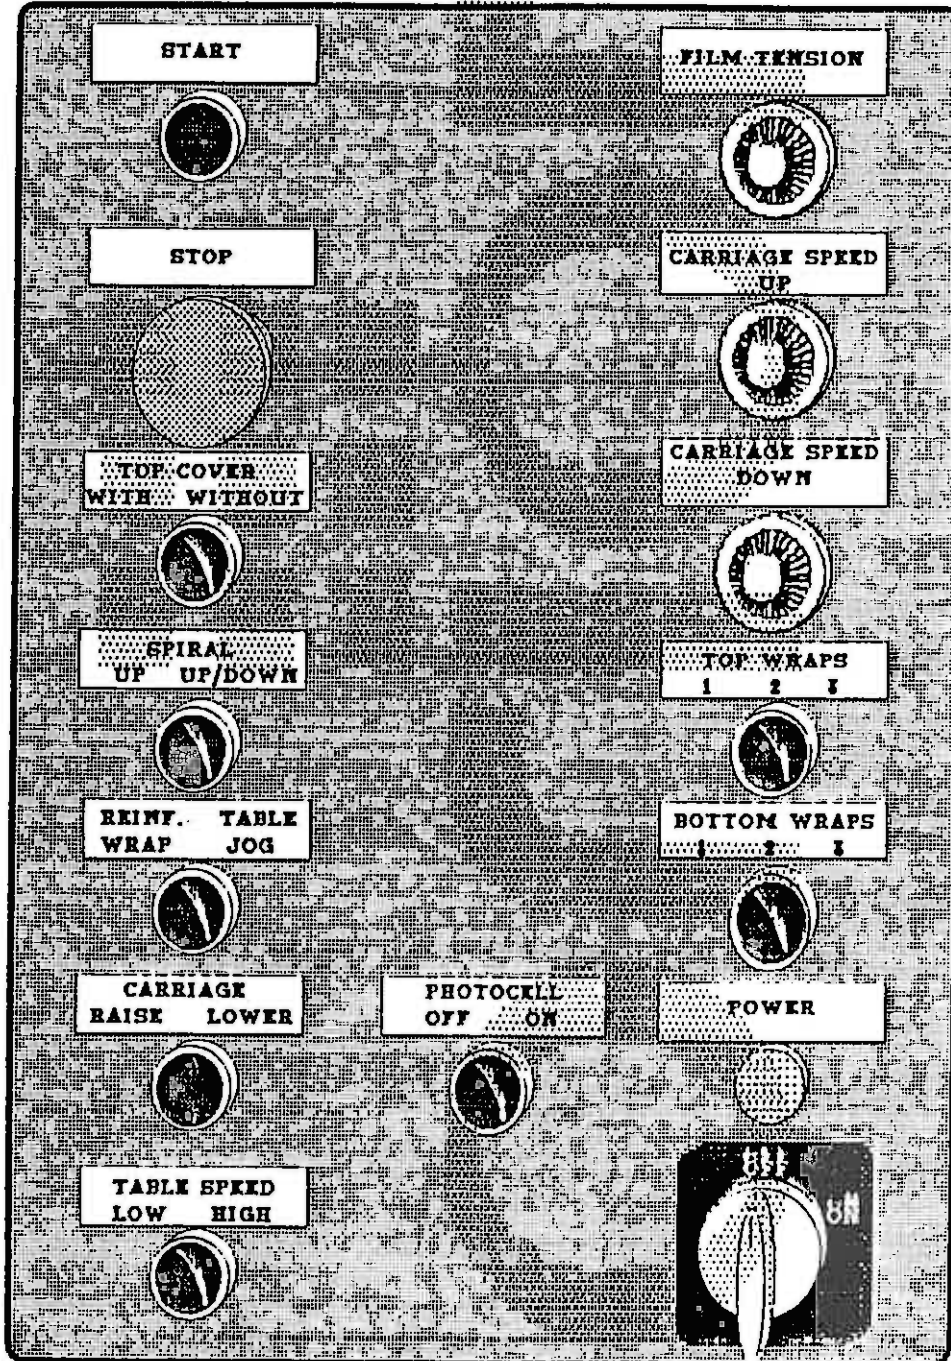 START
STOP
TOP COVER
WITH WITHOUT
SPIRAL
UP UP/DOWN
REINF. TABLE
WRAP JOG
CARRIAGE
RAISE LOWER
TABLE SPEED
LOW HIGH
PHOTOCELL
OFF ON
FILM TENSION
CARRIAGE SPEED
UP
CARRIAGE SPEED
DOWN
TOP WRAPS
1 2 3
BOTTOM WRAPS
1 2 3
POWER
OFF
ON